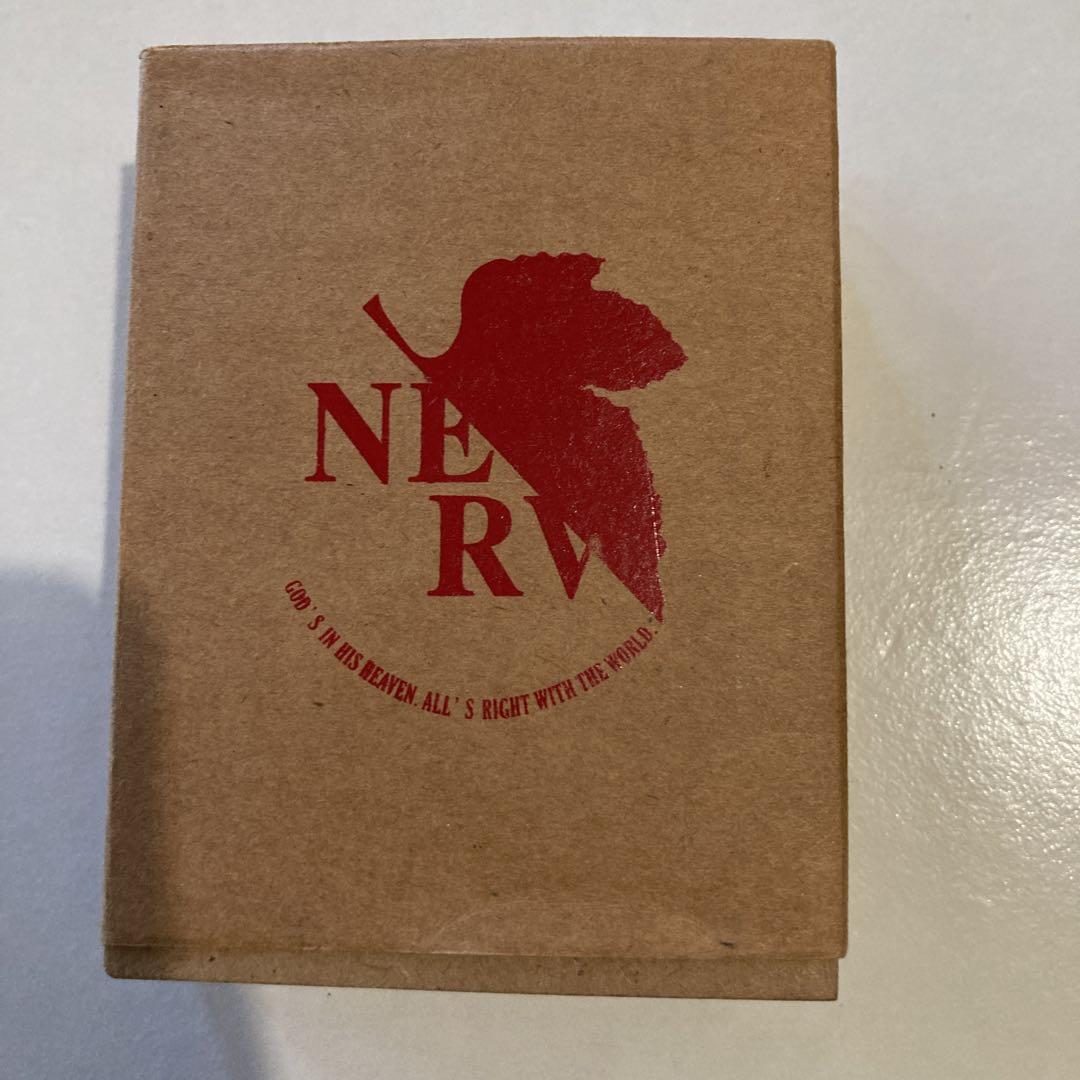 NE
RV
GOD'S IN HIS HEAVEN. ALL'S RIGHT WITH THE WORLD.